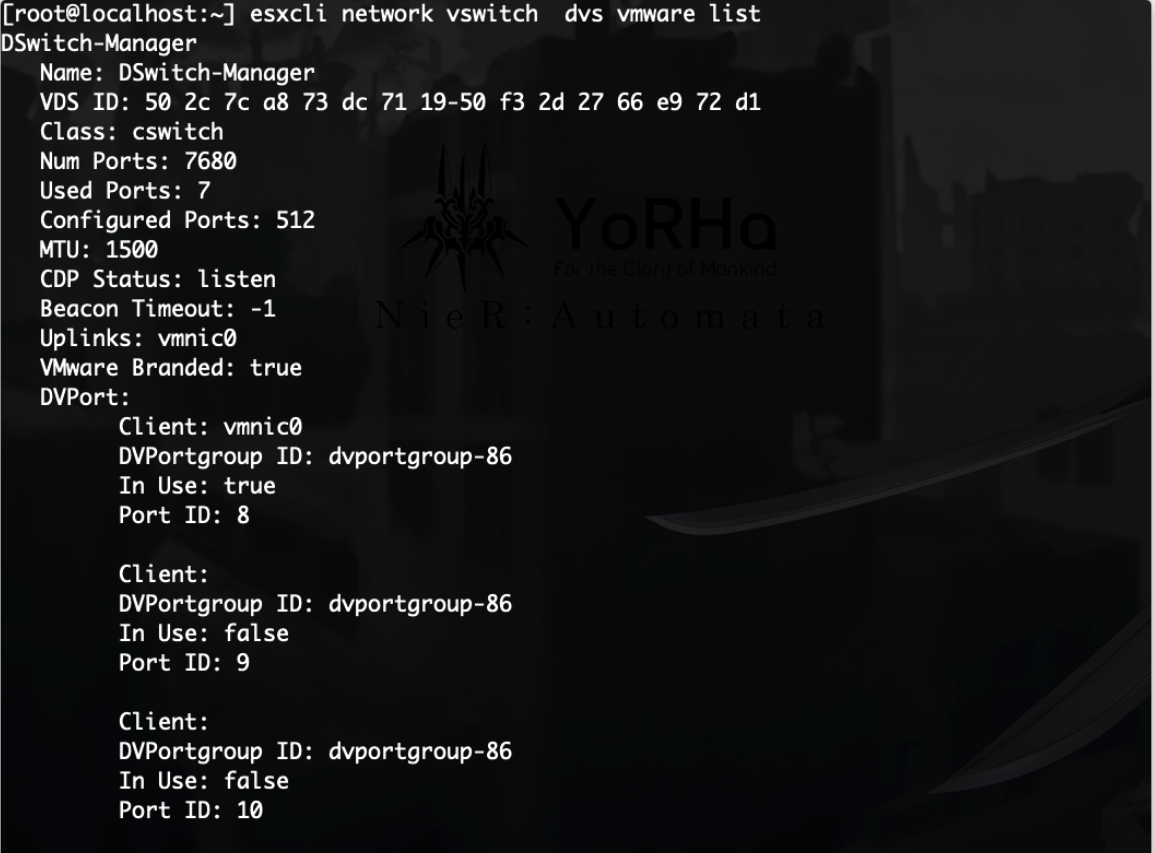 [root@localhost:~] esxcli network vswitch  dvs vmware list
DSwitch-Manager
   Name: DSwitch-Manager
   VDS ID: 50 2c 7c a8 73 dc 71 19-50 f3 2d 27 66 e9 72 d1
   Class: cswitch
   Num Ports: 7680
   Used Ports: 7
   Configured Ports: 512
   MTU: 1500
   CDP Status: listen
   Beacon Timeout: -1
   Uplinks: vmnic0
   VMware Branded: true
   DVPort:
         Client: vmnic0
         DVPortgroup ID: dvportgroup-86
         In Use: true
         Port ID: 8
         Client:
         DVPortgroup ID: dvportgroup-86
         In Use: false
         Port ID: 9
         Client:
         DVPortgroup ID: dvportgroup-86
         In Use: false
         Port ID: 10
YoRHa
For the Glory of Mankind
NieR:Automata